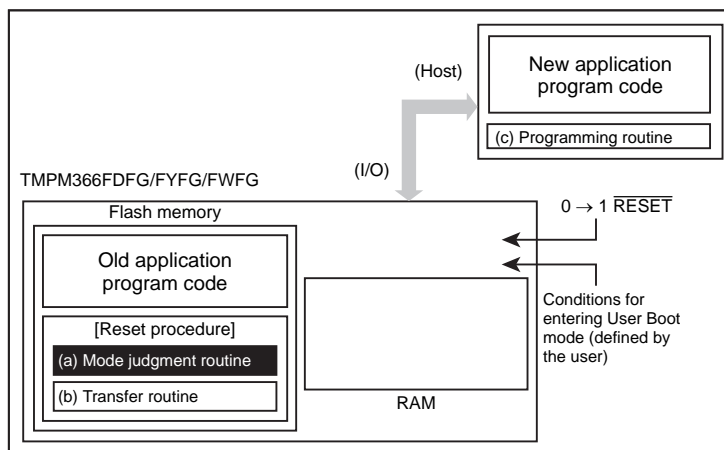 (Host)
New application
program code
(c) Programming routine
(I/O)
TMPM366FDFG/FYFG/FWFG
Flash memory
0 → 1 RESET
Old application
program code
[Reset procedure]
(a) Mode judgment routine
(b) Transfer routine
RAM
Conditions for
entering User Boot
mode (defined by
the user)